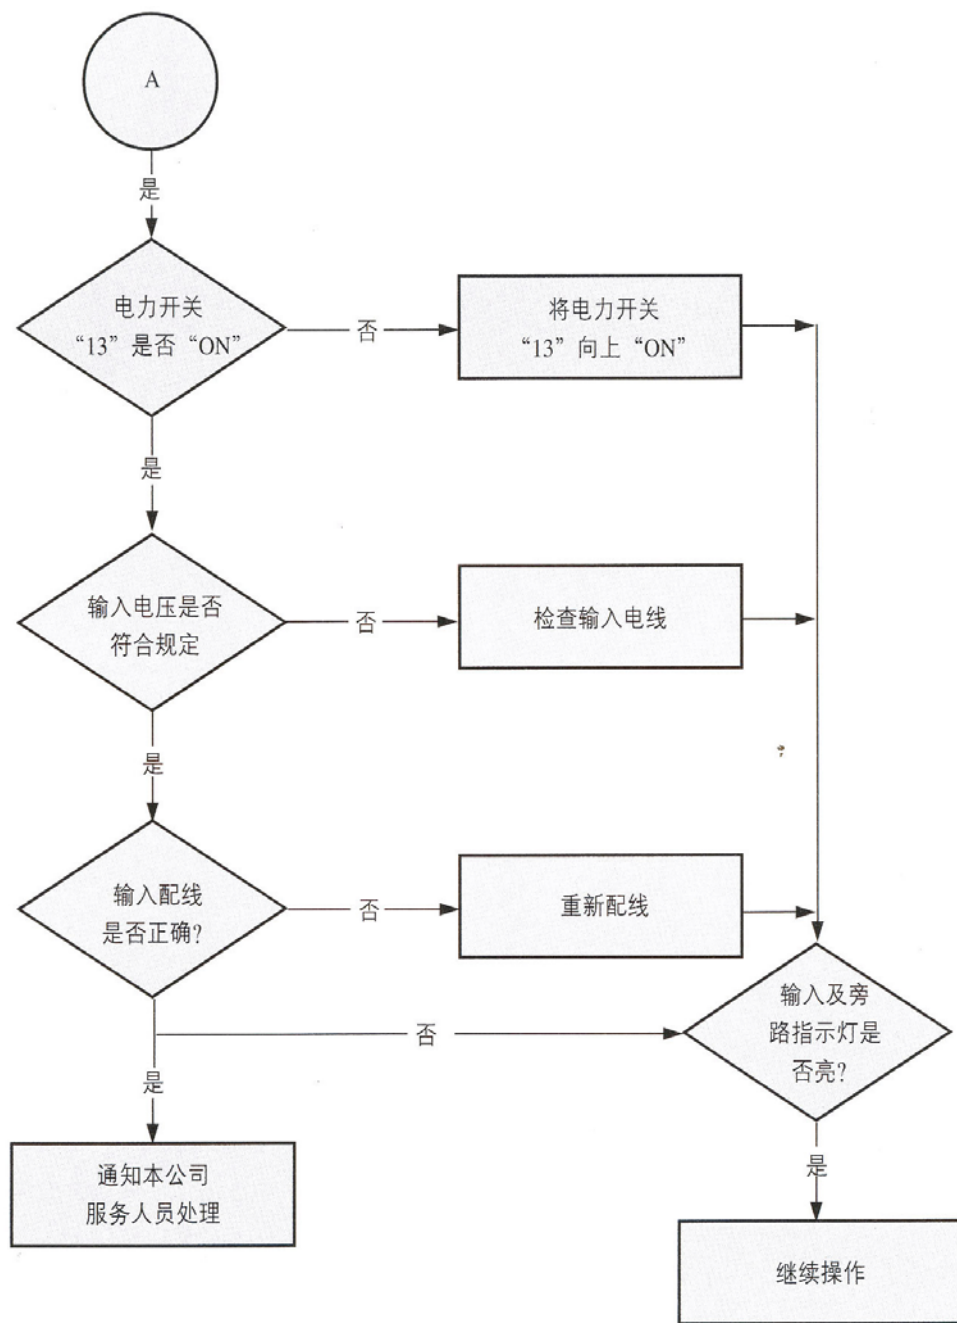 A
是
电力开关
“13”是否“ON”
否
将电力开关
“13”向上“ON”
是
输入电压是否
符合规定
否
检查输入电线
是
输入配线
是否正确?
否
重新配线
输入及旁
路指示灯是
否亮?
否
是
通知本公司
服务人员处理
是
继续操作